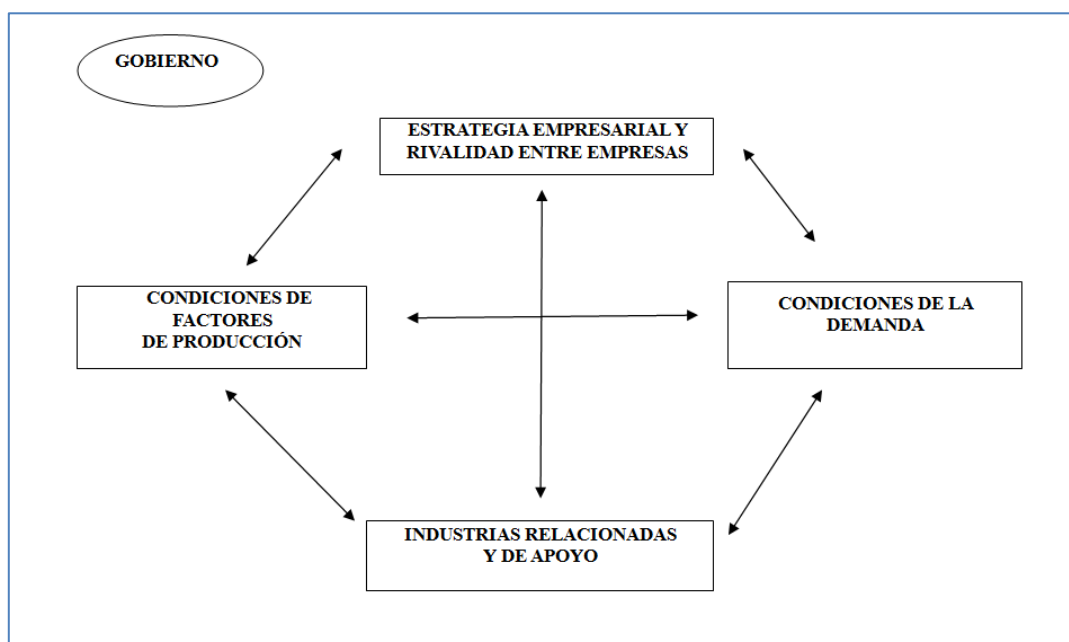 GOBIERNO
ESTRATEGIA EMPRESARIAL Y
RIVALIDAD ENTRE EMPRESAS
CONDICIONES DE
FACTORES
DE PRODUCCIÓN
CONDICIONES DE LA
DEMANDA
INDUSTRIAS RELACIONADAS
Y DE APOYO